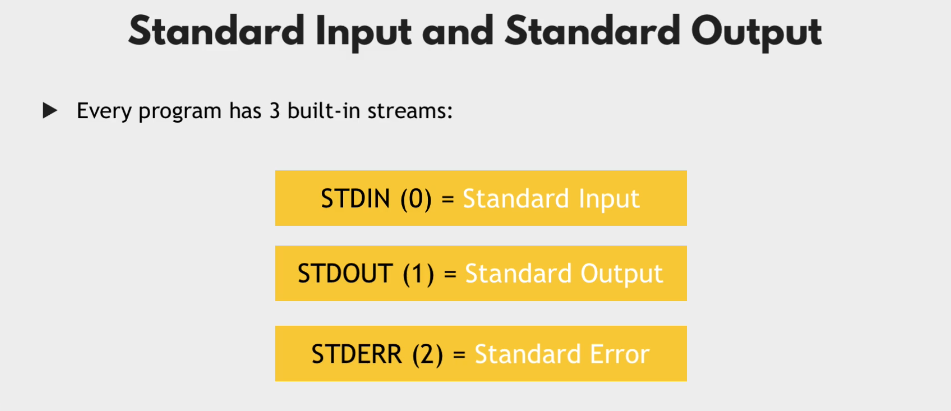 Standard Input and Standard Output
Every program has 3 built-in streams:
STDIN (0) = Standard Input
STDOUT (1) = Standard Output
STDERR (2) = Standard Error